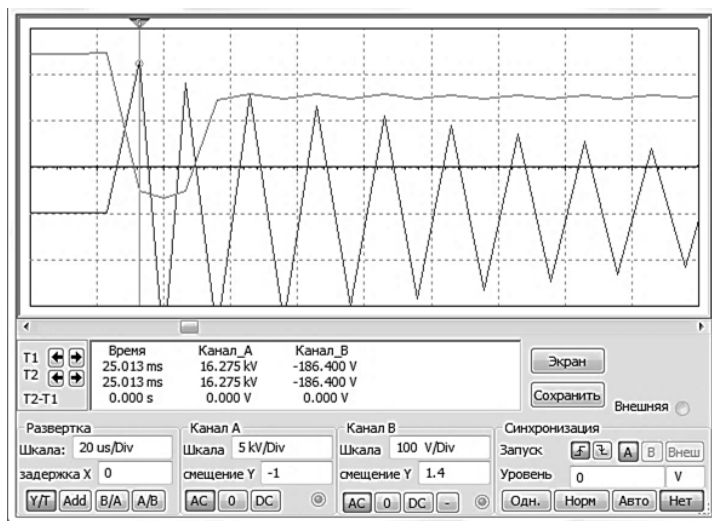 Время Канал_A Канал_B
T1 25.013 ms 16.275 kV -186.400 V
T2 25.013 ms 16.275 kV -186.400 V
T2-T1 0.000 s 0.000 V 0.000 V
Экран
Сохранить
Внешняя
Развертка
Шкала: 20 us/Div
задержка X 0
Y/T Add B/A A/B
Канал A
Шкала 5 kV/Div
смещение Y -1
AC 0 DC
Канал B
Шкала 100 V/Div
смещение Y 1.4
AC 0 DC -
Синхронизация
Запуск A B Внеш
Уровень 0 V
Одн. Норм Авто Нет